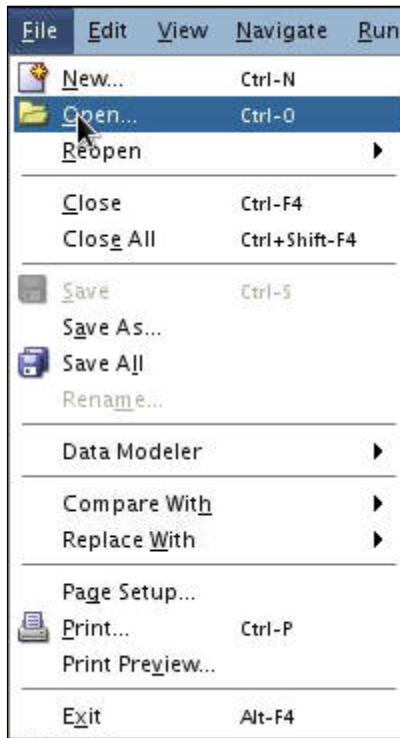 File Edit View Navigate Run
New... Ctrl-N
Open... Ctrl-O
Reopen
Close Ctrl-F4
Close All Ctrl+Shift-F4
Save Ctrl-S
Save As...
Save All
Rename...
Data Modeler
Compare With
Replace With
Page Setup...
Print... Ctrl-P
Print Preview...
Exit Alt-F4